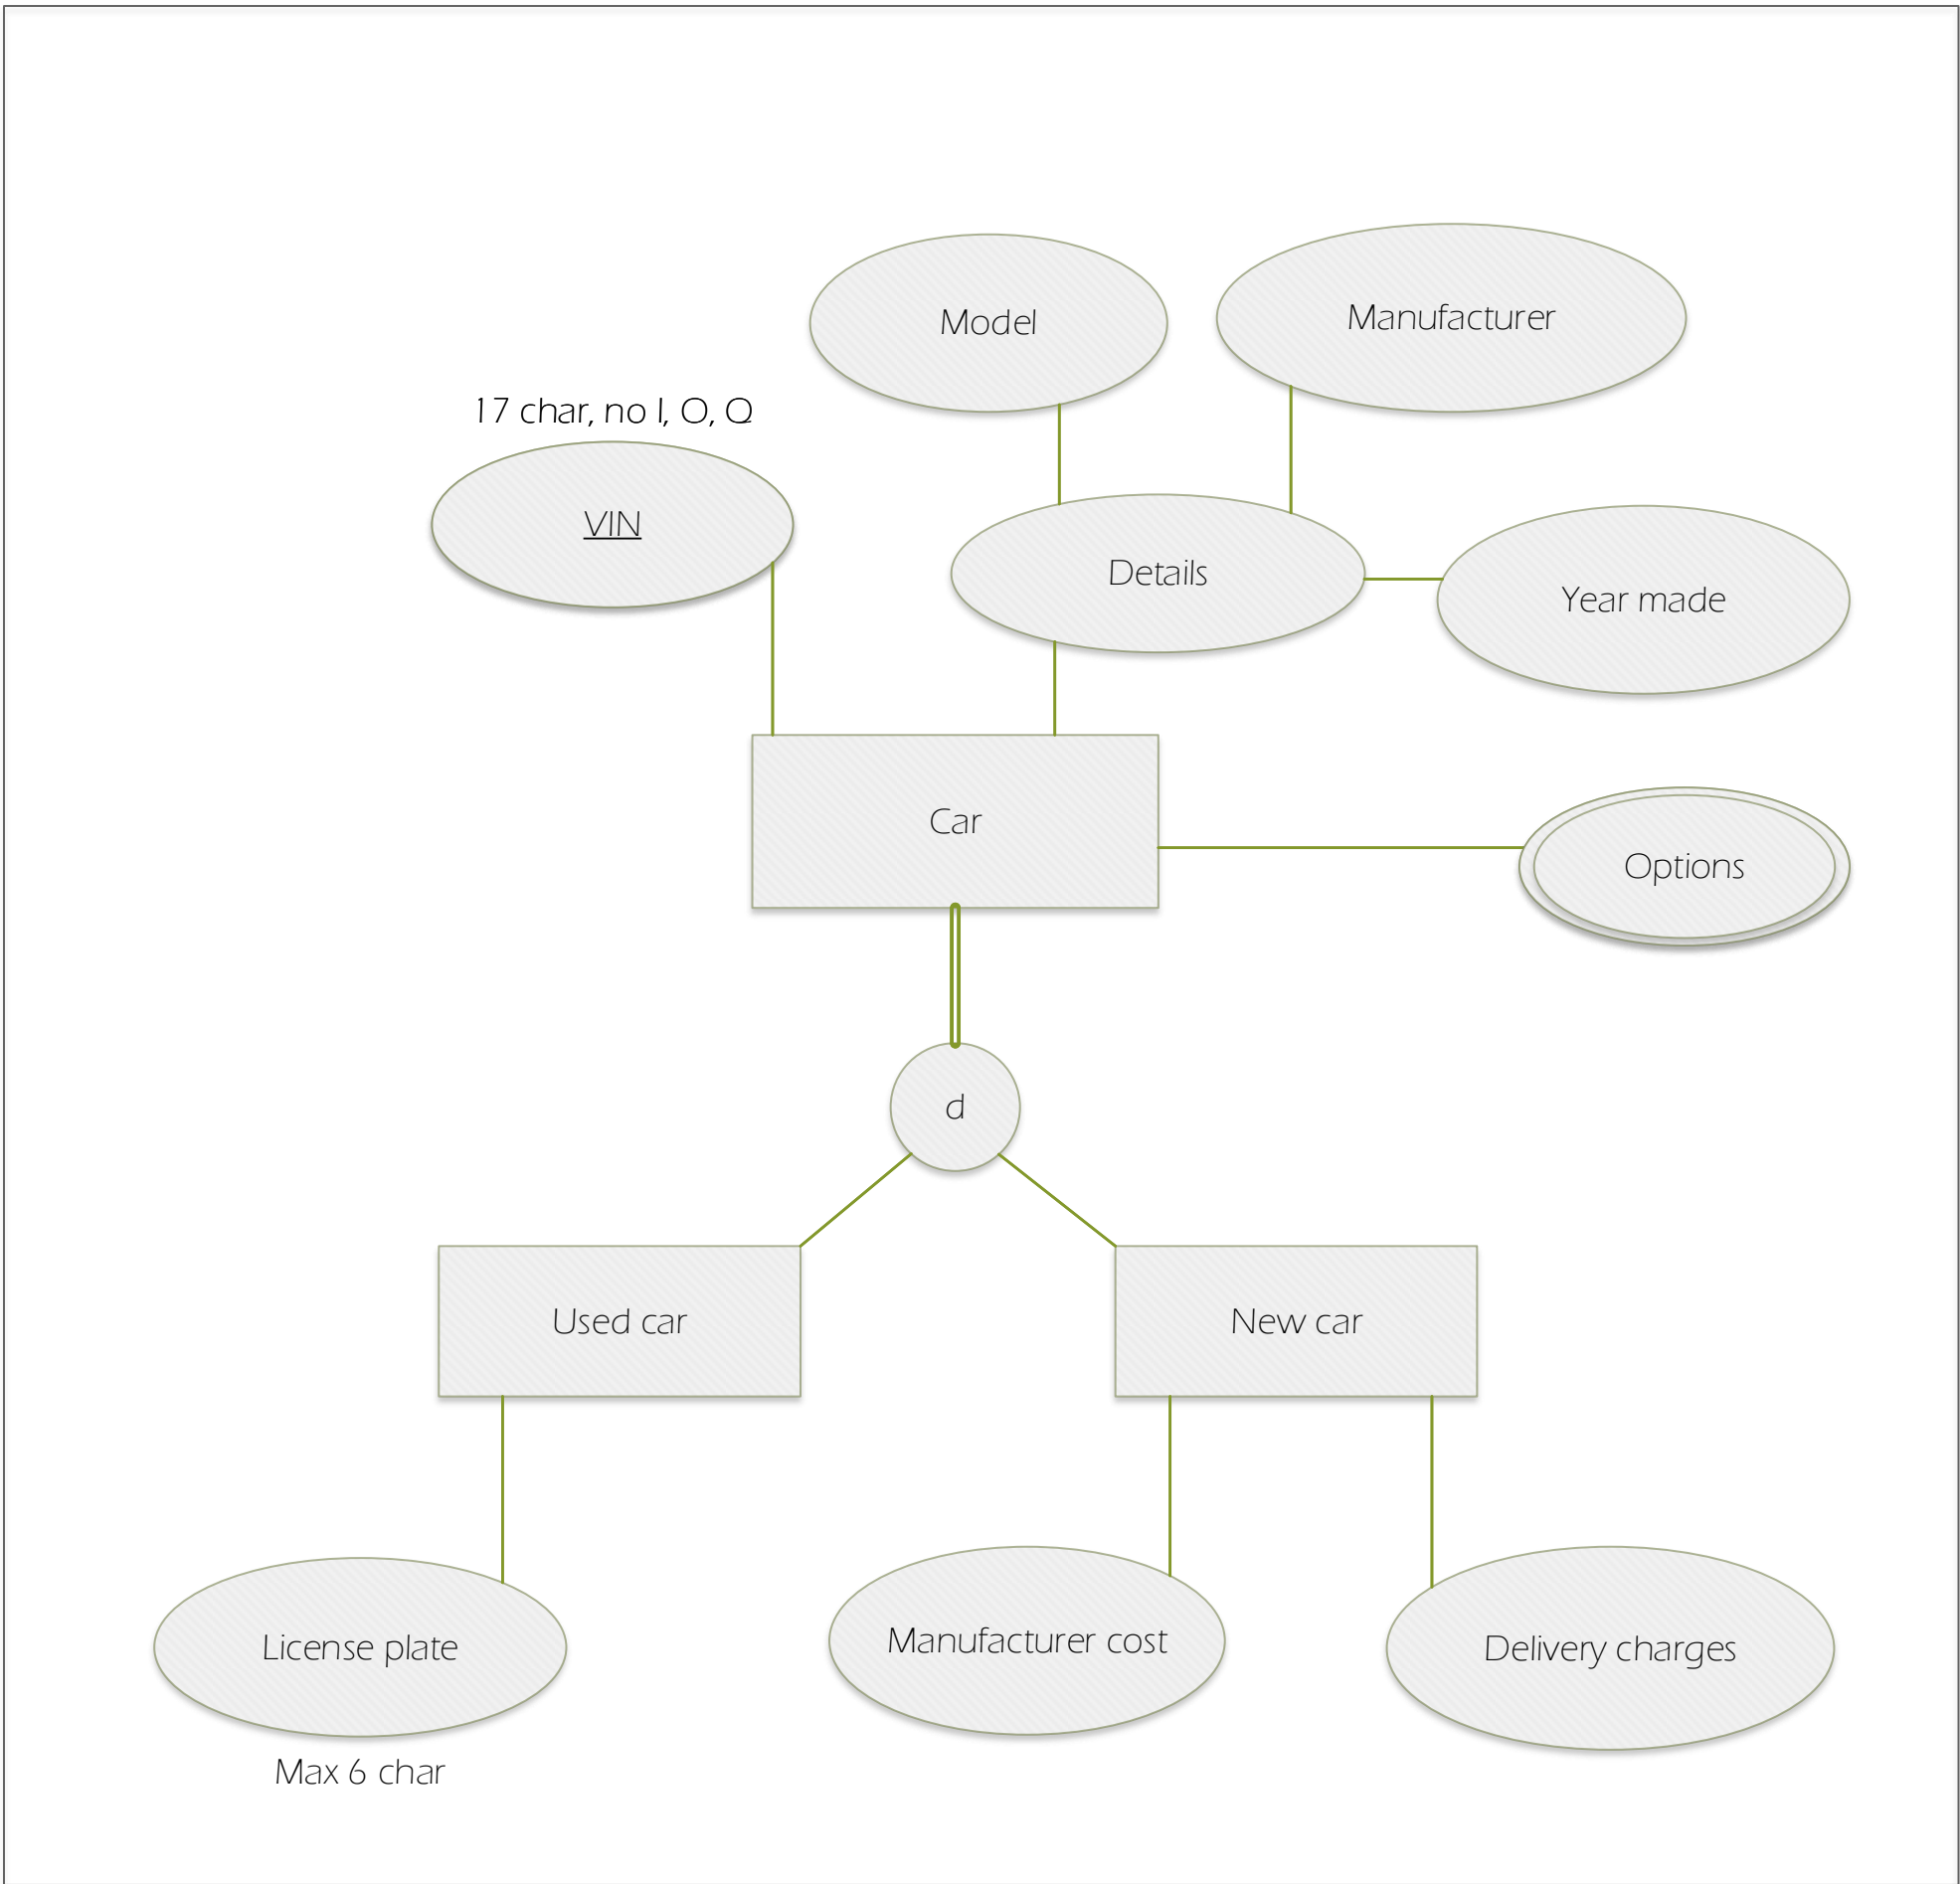 Model
Manufacturer
17 char, no I, O, Q
VIN
Details
Year made
Car
Options
d
Used car
New car
License plate
Manufacturer cost
Delivery charges
Max 6 char